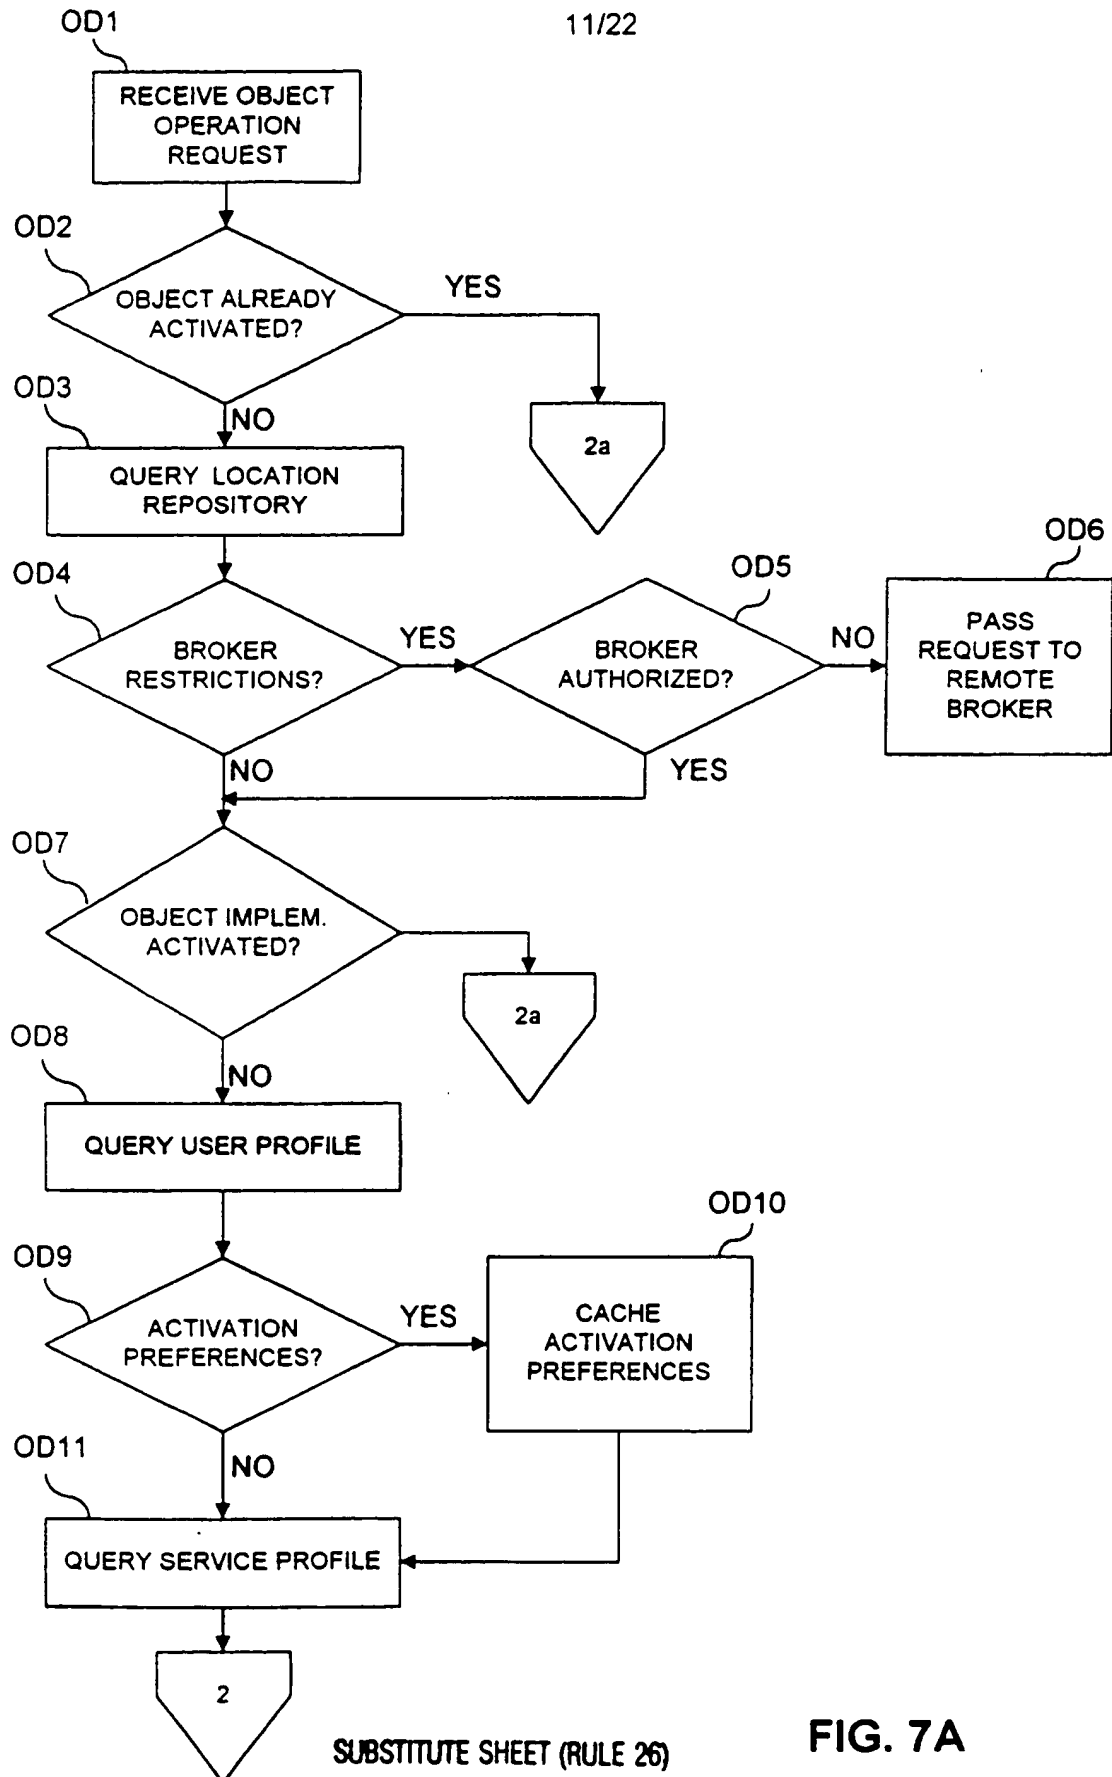 OD1
11/22
RECEIVE OBJECT
OPERATION
REQUEST
OD2
OBJECT ALREADY
ACTIVATED?
YES
2a
NO
OD3
QUERY LOCATION
REPOSITORY
OD4
BROKER
RESTRICTIONS?
YES
OD5
BROKER
AUTHORIZED?
NO
OD6
PASS
REQUEST TO
REMOTE
BROKER
NO
YES
OD7
OBJECT IMPLEM.
ACTIVATED?
2a
NO
OD8
QUERY USER PROFILE
OD9
ACTIVATION
PREFERENCES?
YES
OD10
CACHE
ACTIVATION
PREFERENCES
NO
OD11
QUERY SERVICE PROFILE
2
SUBSTITUTE SHEET (RULE 26)
FIG. 7A